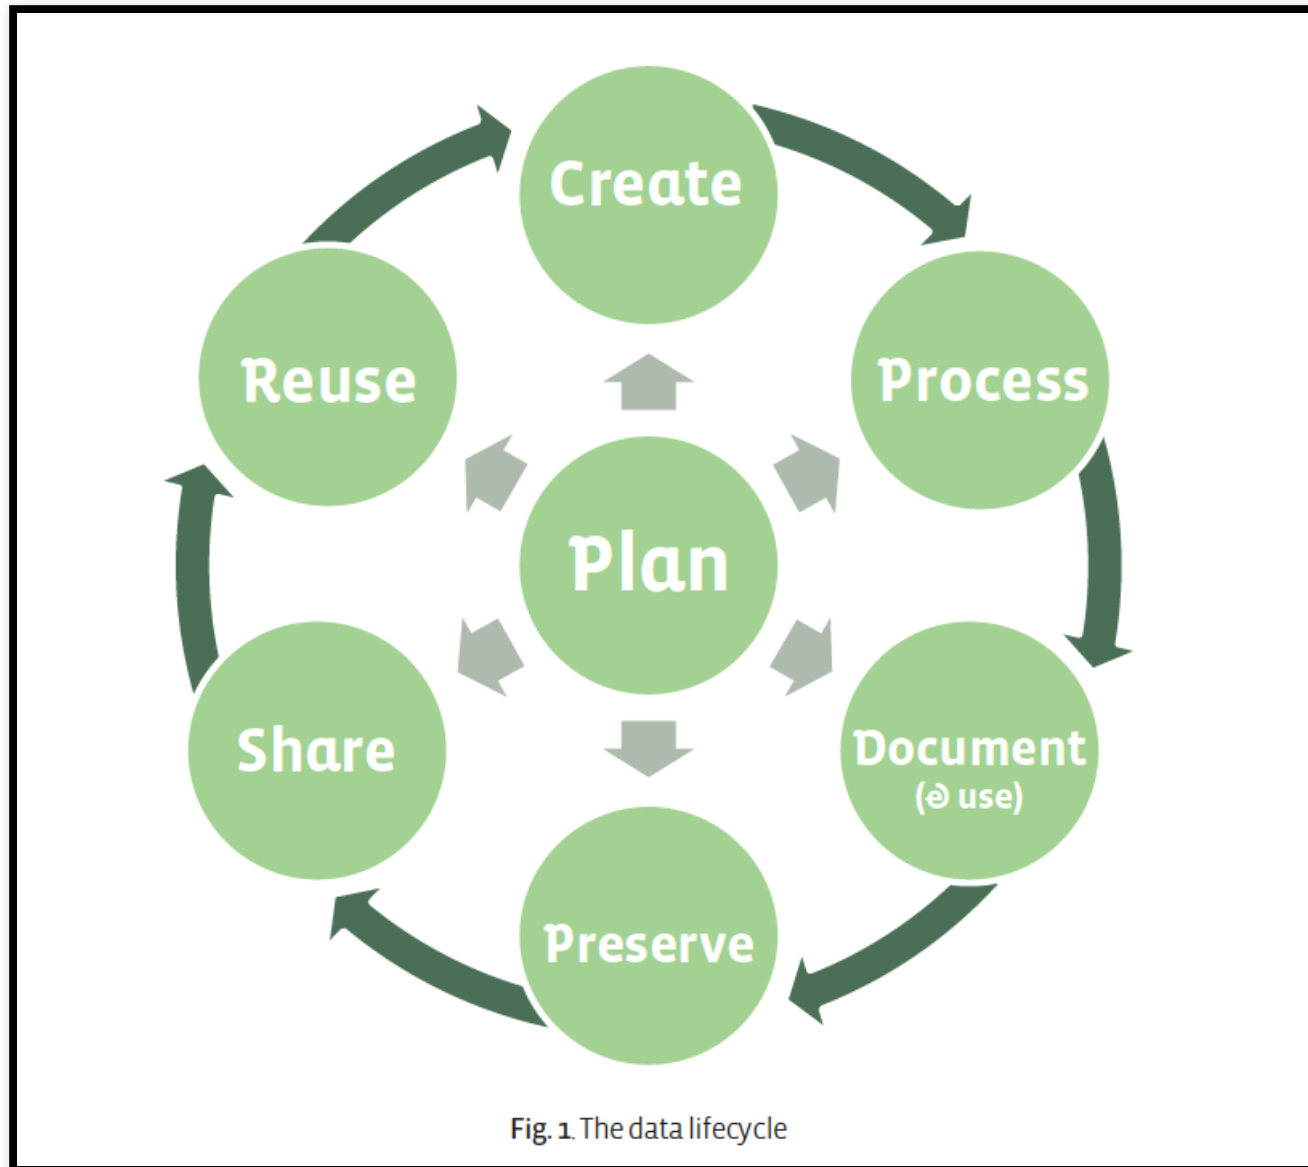 Create
Process
Reuse
Plan
Document
(& use)
Share
Preserve
Fig. 1. The data lifecycle